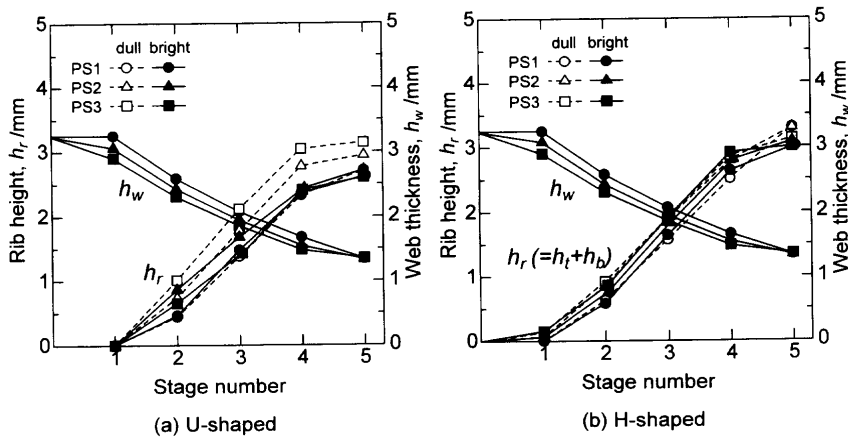 dull bright
PS1
PS2
PS3
Rib height, h_r /mm
5
4
3
2
1
0
h_w
h_r
Web thickness, h_w /mm
5
4
3
2
1
0
1 2 3 4 5
Stage number
(a) U-shaped
dull bright
PS1
PS2
PS3
Rib height, h_r /mm
5
4
3
2
1
0
h_w
h_r (=h_t+h_b)
Web thickness, h_w /mm
5
4
3
2
1
0
1 2 3 4 5
Stage number
(b) H-shaped